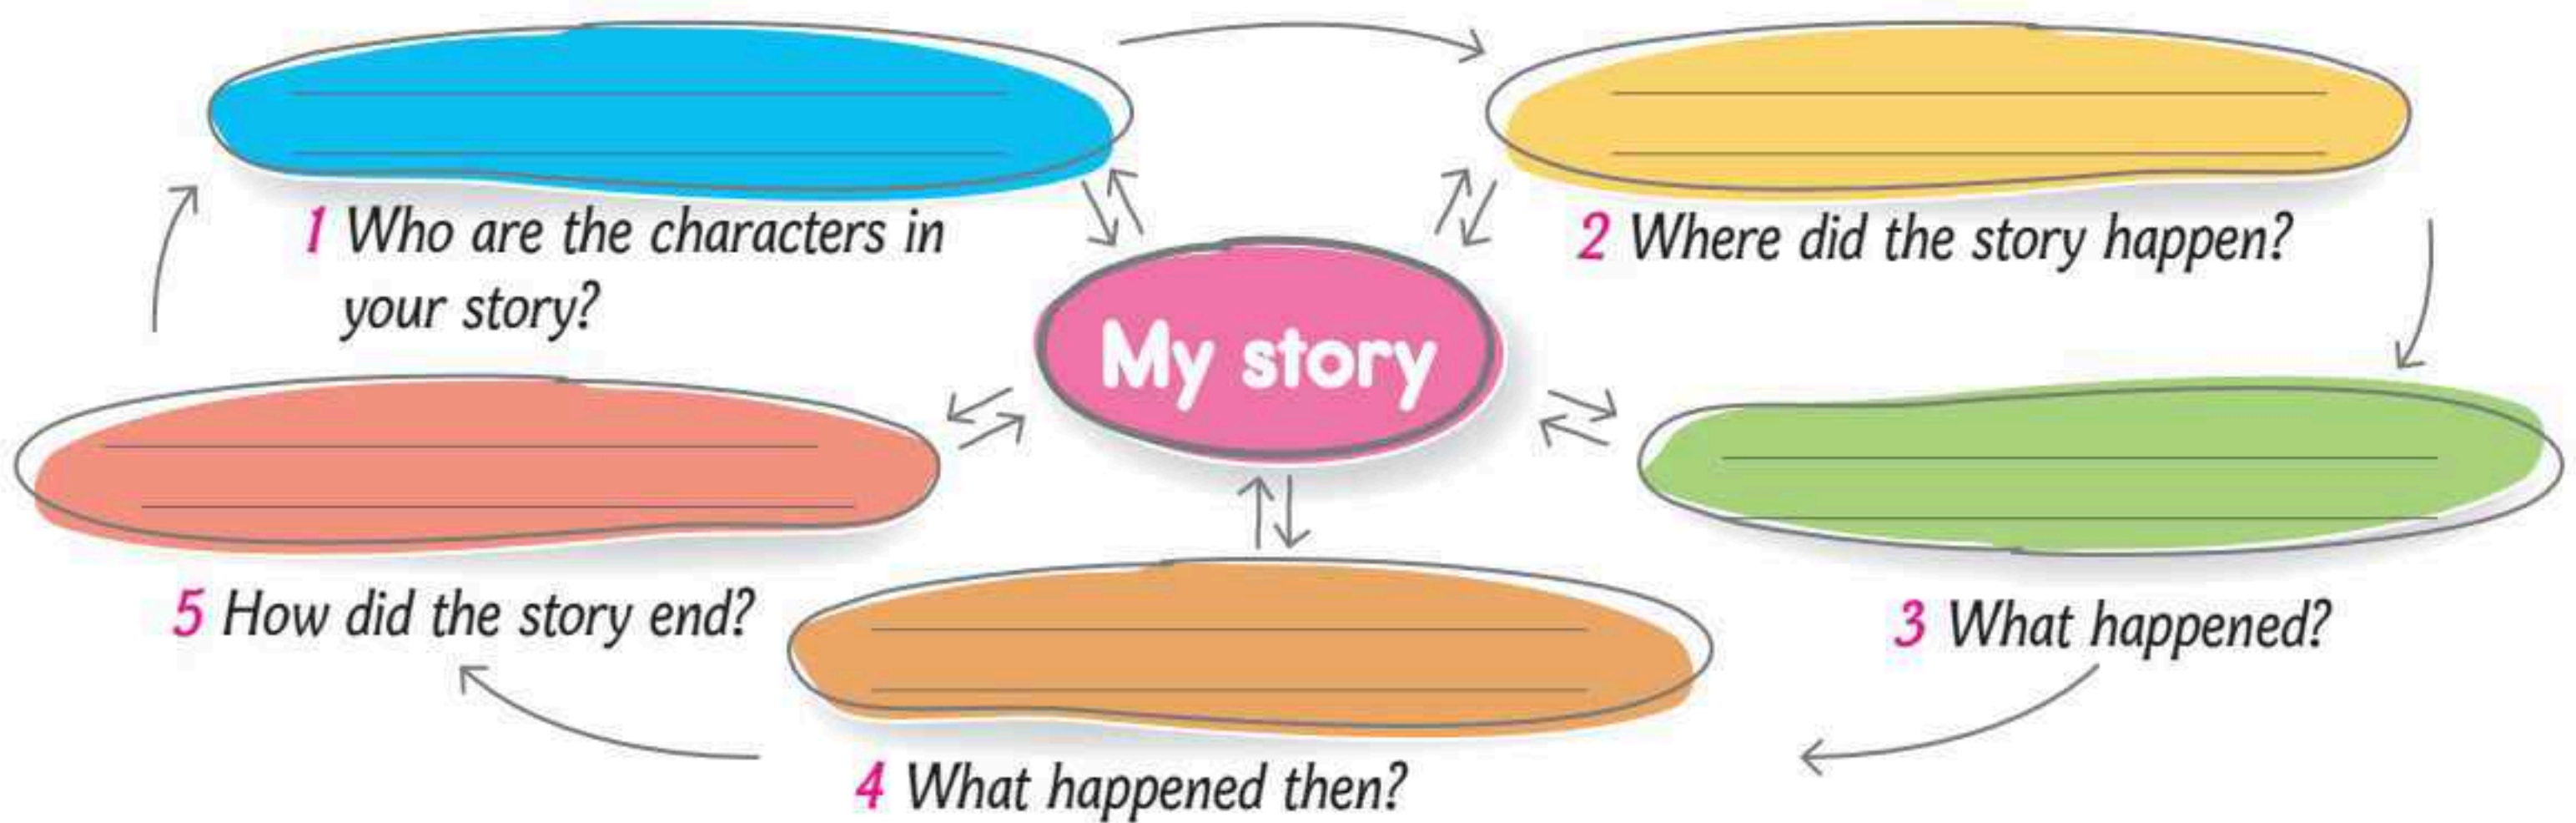 1 Who are the characters in
your story?
2 Where did the story happen?
My story
5 How did the story end?
3 What happened?
4 What happened then?